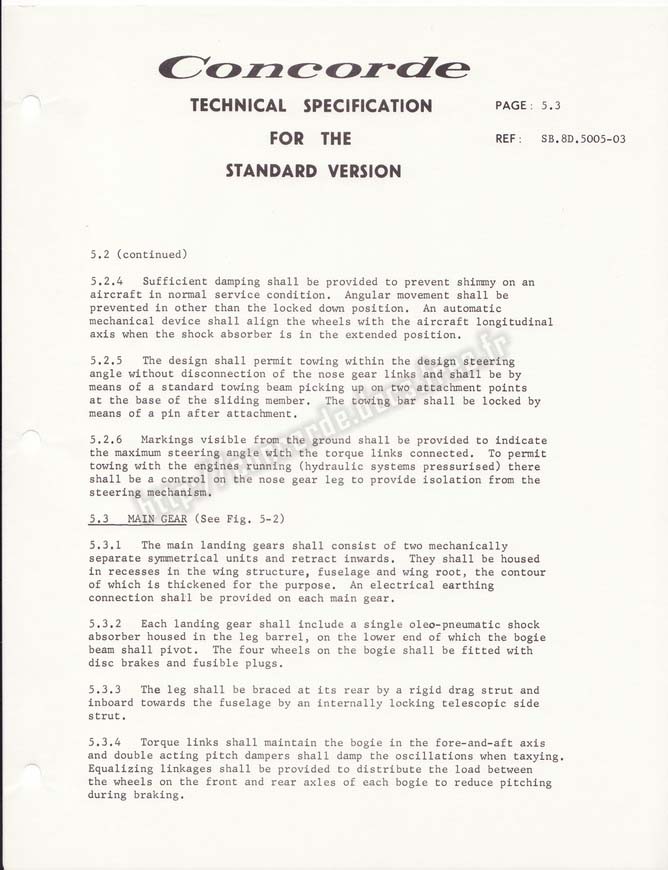 Concorde
TECHNICAL SPECIFICATION
FOR THE
STANDARD VERSION
PAGE: 5.3
REF: SB.8D.5005-03
5.2 (continued)
5.2.4 Sufficient damping shall be provided to prevent shimmy on an
aircraft in normal service condition. Angular movement shall be
prevented in other than the locked down position. An automatic
mechanical device shall align the wheels with the aircraft longitudinal
axis when the shock absorber is in the extended position.
5.2.5 The design shall permit towing within the design steering
angle without disconnection of the nose gear links and shall be by
means of a standard towing beam picking up on two attachment points
at the base of the sliding member. The towing bar shall be locked by
means of a pin after attachment.
5.2.6 Markings visible from the ground shall be provided to indicate
the maximum steering angle with the torque links connected. To permit
towing with the engines running (hydraulic systems pressurised) there
shall be a control on the nose gear leg to provide isolation from the
steering mechanism.
5.3 MAIN GEAR (See Fig. 5-2)
5.3.1 The main landing gears shall consist of two mechanically
separate symmetrical units and retract inwards. They shall be housed
in recesses in the wing structure, fuselage and wing root, the contour
of which is thickened for the purpose. An electrical earthing
connection shall be provided on each main gear.
5.3.2 Each landing gear shall include a single oleo-pneumatic shock
absorber housed in the leg barrel, on the lower end of which the bogie
beam shall pivot. The four wheels on the bogie shall be fitted with
disc brakes and fusible plugs.
5.3.3 The leg shall be braced at its rear by a rigid drag strut and
inboard towards the fuselage by an internally locking telescopic side
strut.
5.3.4 Torque links shall maintain the bogie in the fore-and-aft axis
and double acting pitch dampers shall damp the oscillations when taxying.
Equalizing linkages shall be provided to distribute the load between
the wheels on the front and rear axles of each bogie to reduce pitching
during braking.